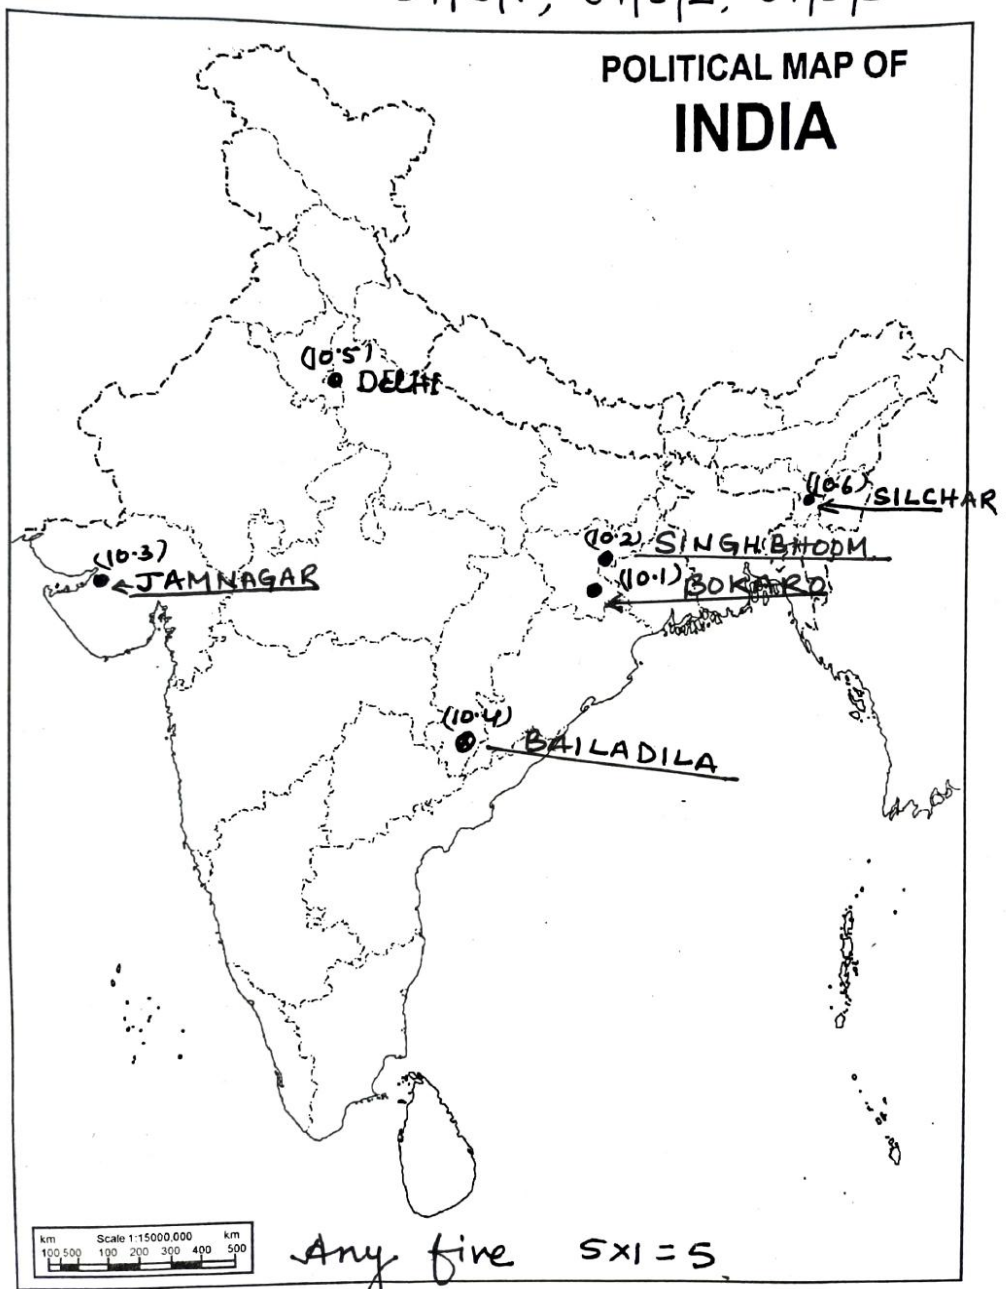 POLITICAL MAP OF
INDIA
(10.5)
DELHI
(10.6)
SILCHAR
(10.2) SINGHBHOOM
(10.3)
JAMNAGAR
(10.1) BOKARO
(10.4)
BAILADILA
km Scale 1:15000,000 km
100 500 100 200 300 400 500
Any five 5x1=5